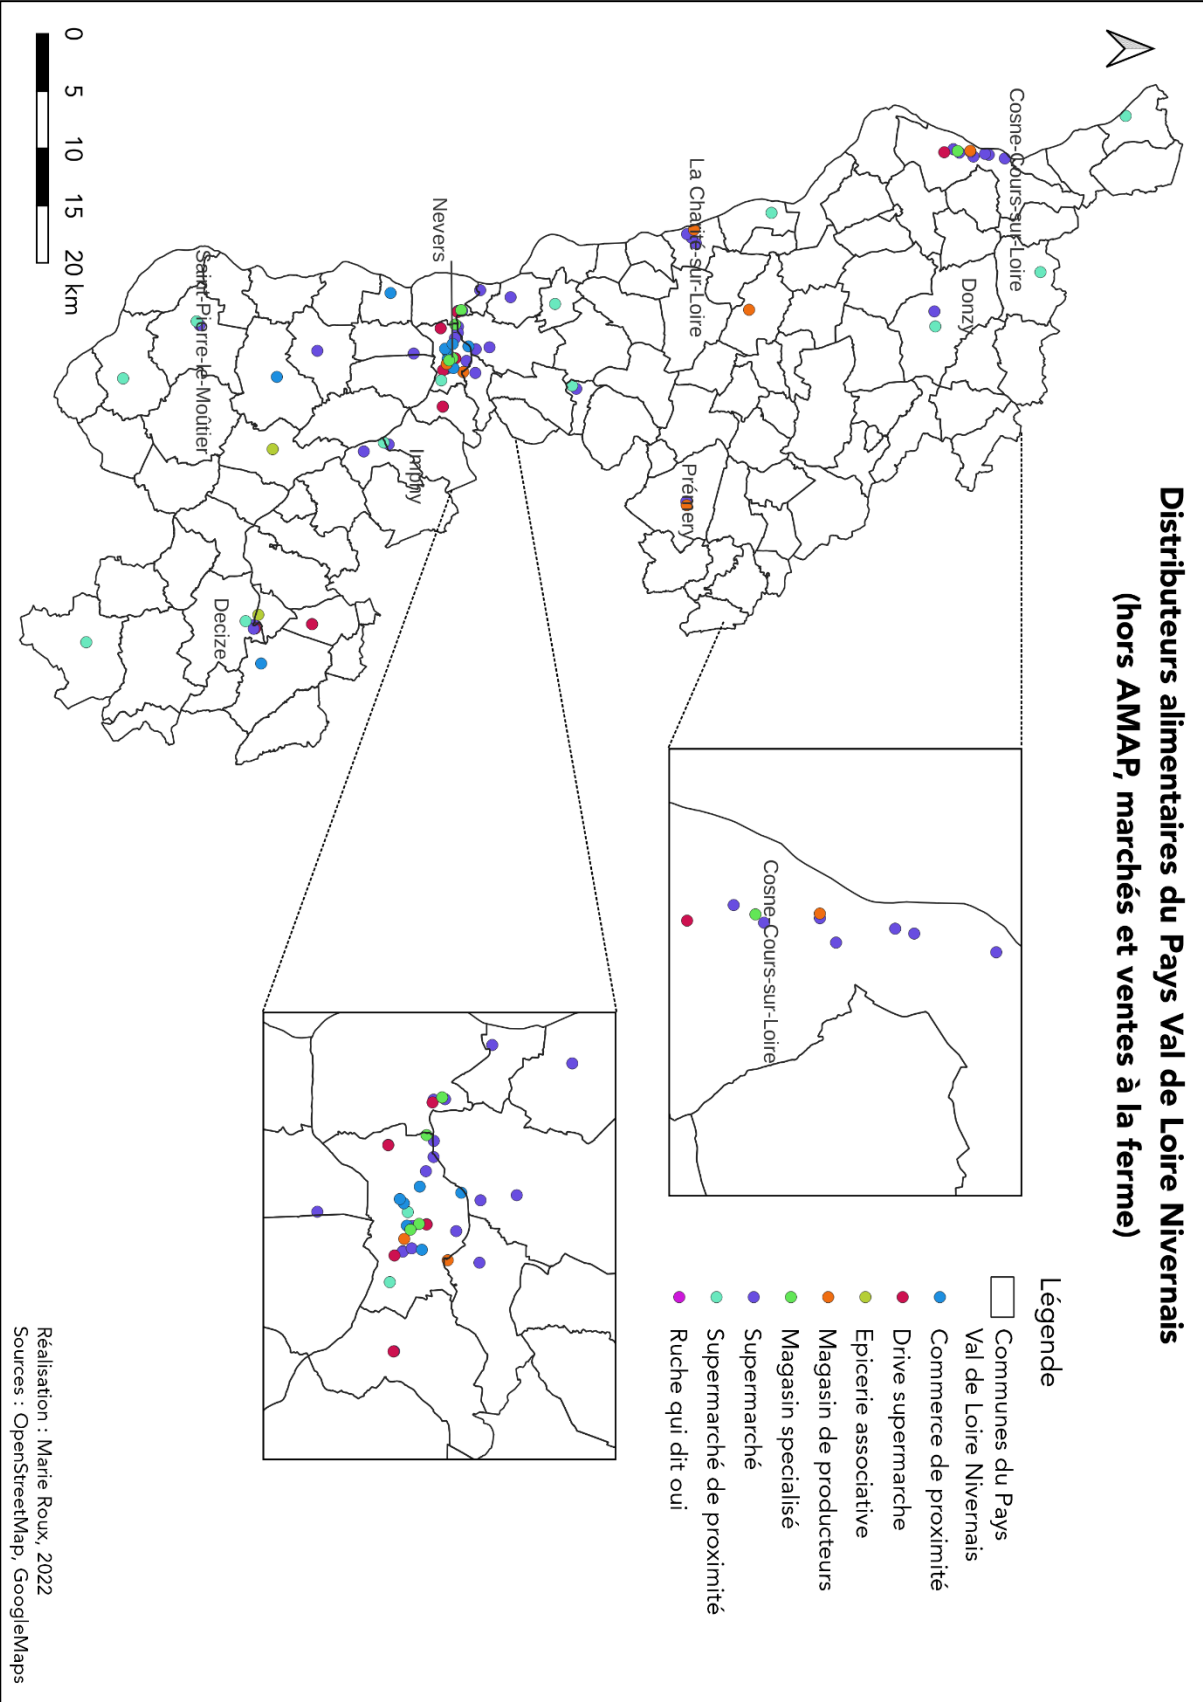 Distributeurs alimentaires du Pays Val de Loire Nivernais
(hors AMAP, marchés et ventes à la ferme)
Cosne-Cours-sur-Loire
Donzy
La Charité-sur-Loire
Prémery
Nevers
Imphy
Saint-Pierre-le-Moûtier
Decize
0 5 10 15 20 km
Cosne-Cours-sur-Loire
Légende
Communes du Pays
Val de Loire Nivernais
Commerce de proximité
Drive supermarche
Epicerie associative
Magasin de producteurs
Magasin specialisé
Supermarché
Supermarché de proximité
Ruche qui dit oui
Réalisation : Marie Roux, 2022
Sources : OpenStreetMap, GoogleMaps